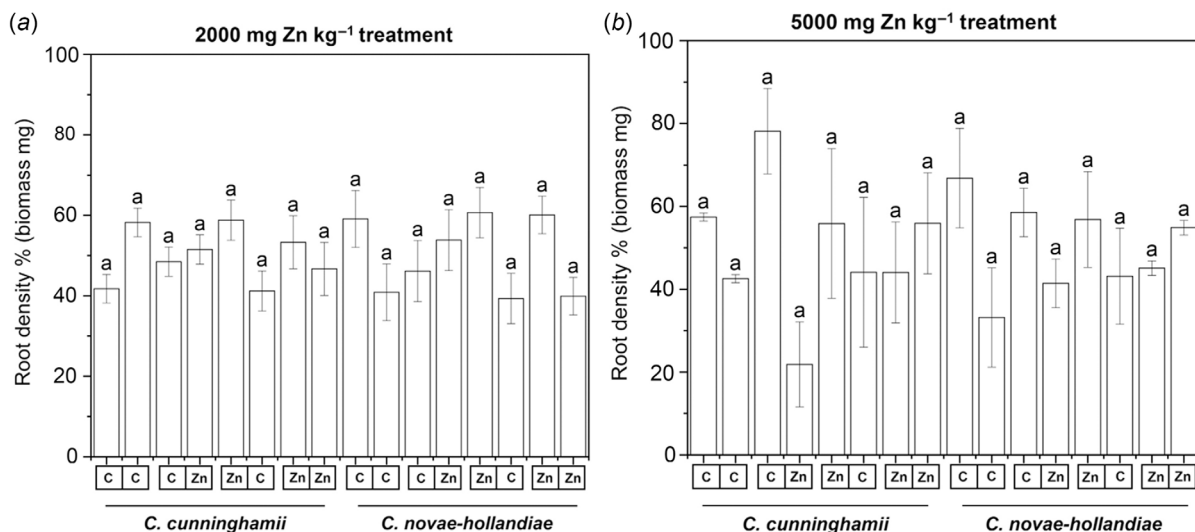 (a)
2000 mg Zn kg⁻¹ treatment
Root density % (biomass mg)
100
80
60
40
20
0
a a a a a a a a a a a a a a a a
C C C Zn Zn C Zn Zn C C C Zn Zn C Zn Zn
C. cunninghamii C. novae-hollandiae
(b)
5000 mg Zn kg⁻¹ treatment
Root density % (biomass mg)
100
80
60
40
20
0
a a a a a a a a a a a a a a a a
C C C Zn Zn C Zn Zn C C C Zn Zn C Zn Zn
C. cunninghamii C. novae-hollandiae